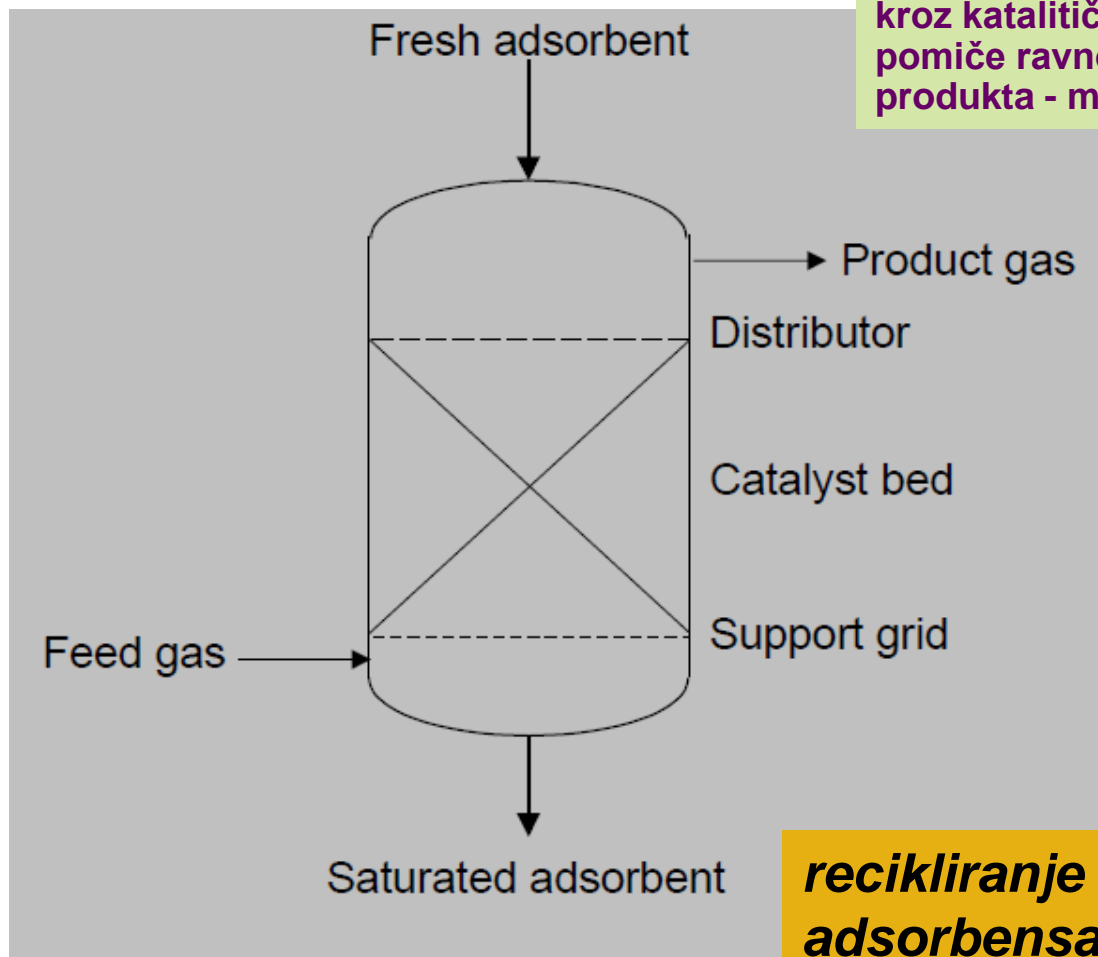 kroz katalitič
pomiče ravno
produkta - m
Fresh adsorbent
Product gas
Distributor
Catalyst bed
Support grid
Feed gas
Saturated adsorbent
recikliranje
adsorbensa